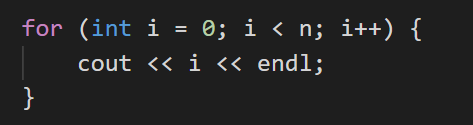 for (int i = 0; i < n; i++) {
    cout << i << endl;
}